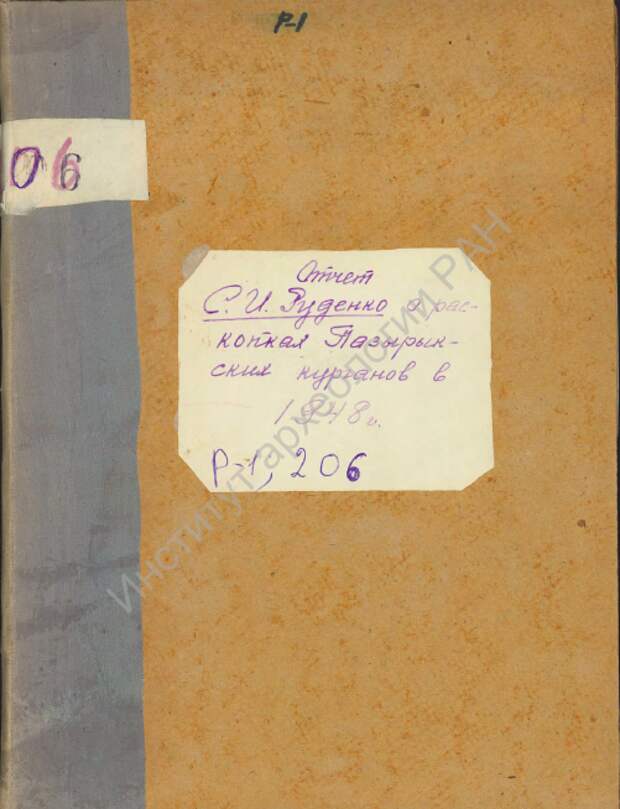 Р-1
06
Отчет
С. И. Руденко о рас-
копках Пазырык-
ских курганов в
1948 г.
Р-1, 206
Институт археологии РАН